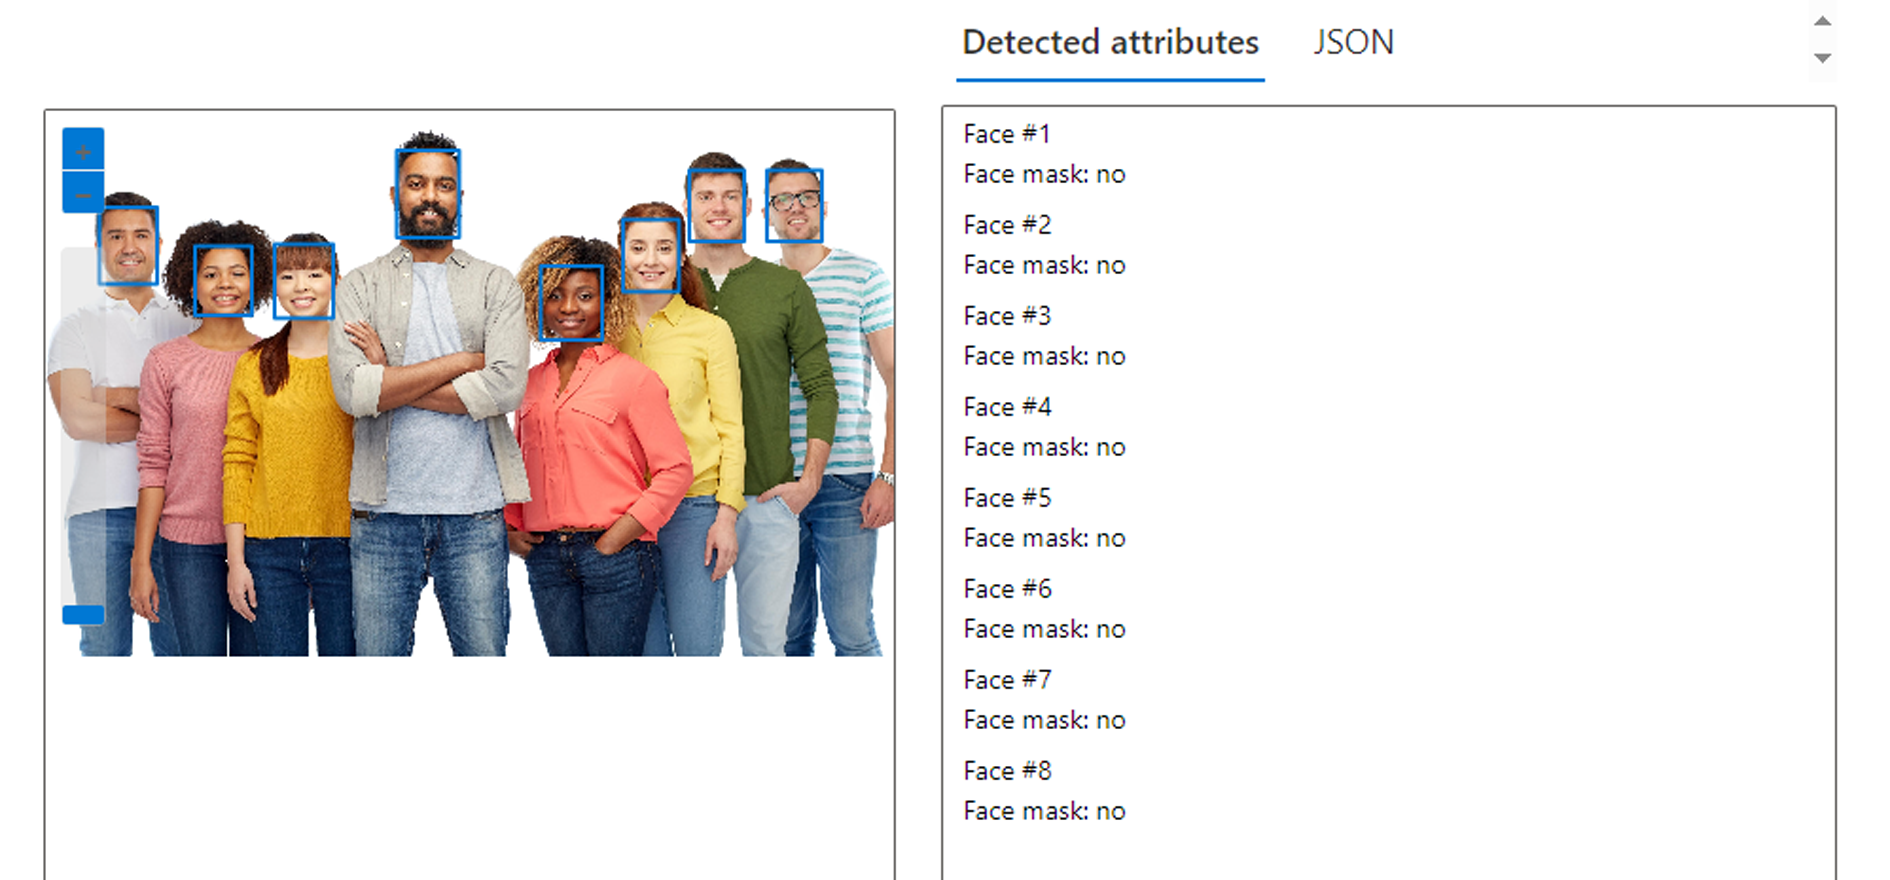 Detected attributes JSON
+
−
Face #1
Face mask: no
Face #2
Face mask: no
Face #3
Face mask: no
Face #4
Face mask: no
Face #5
Face mask: no
Face #6
Face mask: no
Face #7
Face mask: no
Face #8
Face mask: no